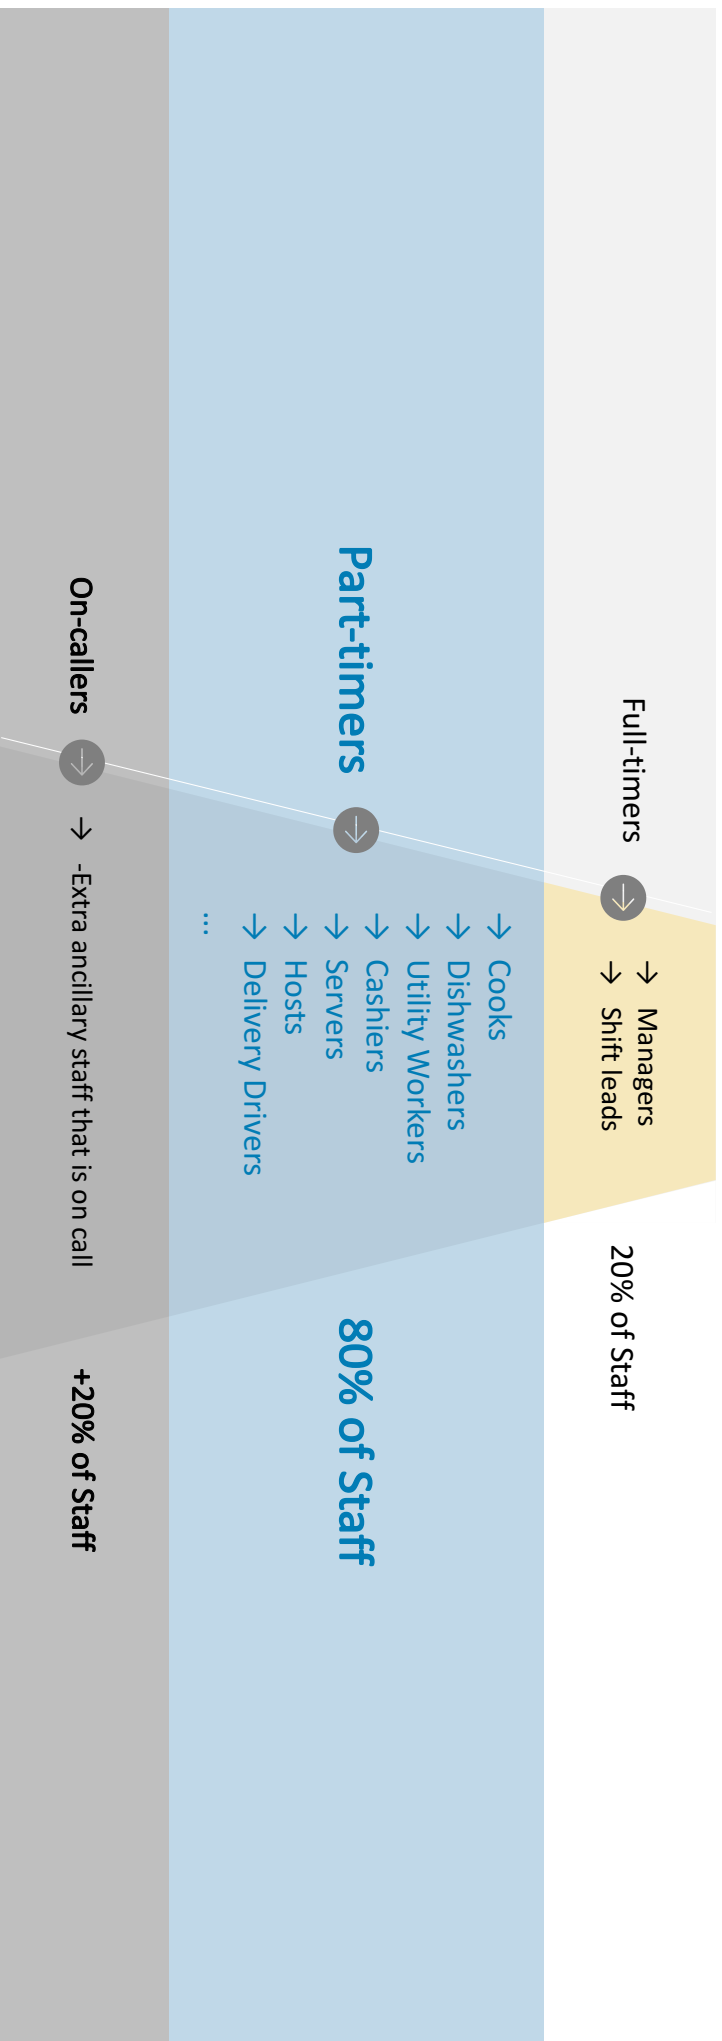 Full-timers
→ Managers
→ Shift leads
20% of Staff
Part-timers
→ Cooks
→ Dishwashers
→ Utility Workers
→ Cashiers
→ Servers
→ Hosts
→ Delivery Drivers
...
80% of Staff
On-callers
→ -Extra ancillary staff that is on call
+20% of Staff